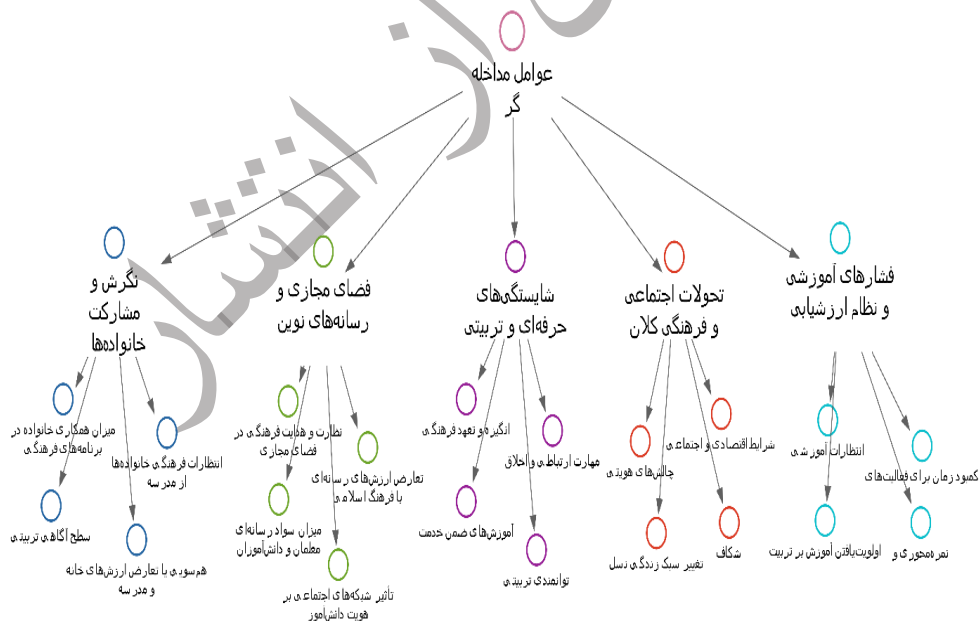 عوامل مداخله
گر
فشارهای آموزشی
و نظام ارزشیابی
تحولات اجتماعی
و فرهنگی کلان
شایستگی‌های
حرفه‌ای و تربیتی
فضای مجازی و
رسانه‌های نوین
نگرش و
مشارکت
خانواده‌ها
انتظارات آموزشی
کمبود زمان برای فعالیت‌های
اولویت‌یافتن آموزش بر تربیت
نمره‌محوری و
شرایط اقتصادی و اجتماعی
چالش‌های هویتی
شکاف
تغییر سبک زندگی نسل
انگیزه و تعهد فرهنگی
مهارت ارتباطی و اخلاق
آموزش‌های ضمن خدمت
توانمندی تربیتی
نظارت و هدایت فرهنگی در
فضای مجازی
تعارض ارزش‌های رسانه‌ای
با فرهنگ اسلامی
میزان سواد رسانه‌ای
معلمان و دانش‌آموزان
تأثیر شبکه‌های اجتماعی بر
هویت دانش‌آموز
میزان همکاری خانواده در
برنامه‌های فرهنگی
انتظارات فرهنگی خانواده‌ها
از مدرسه
سطح آگاهی تربیتی
هم‌سویی یا تعارض ارزش‌های خانه
و مدرسه
از انتشار